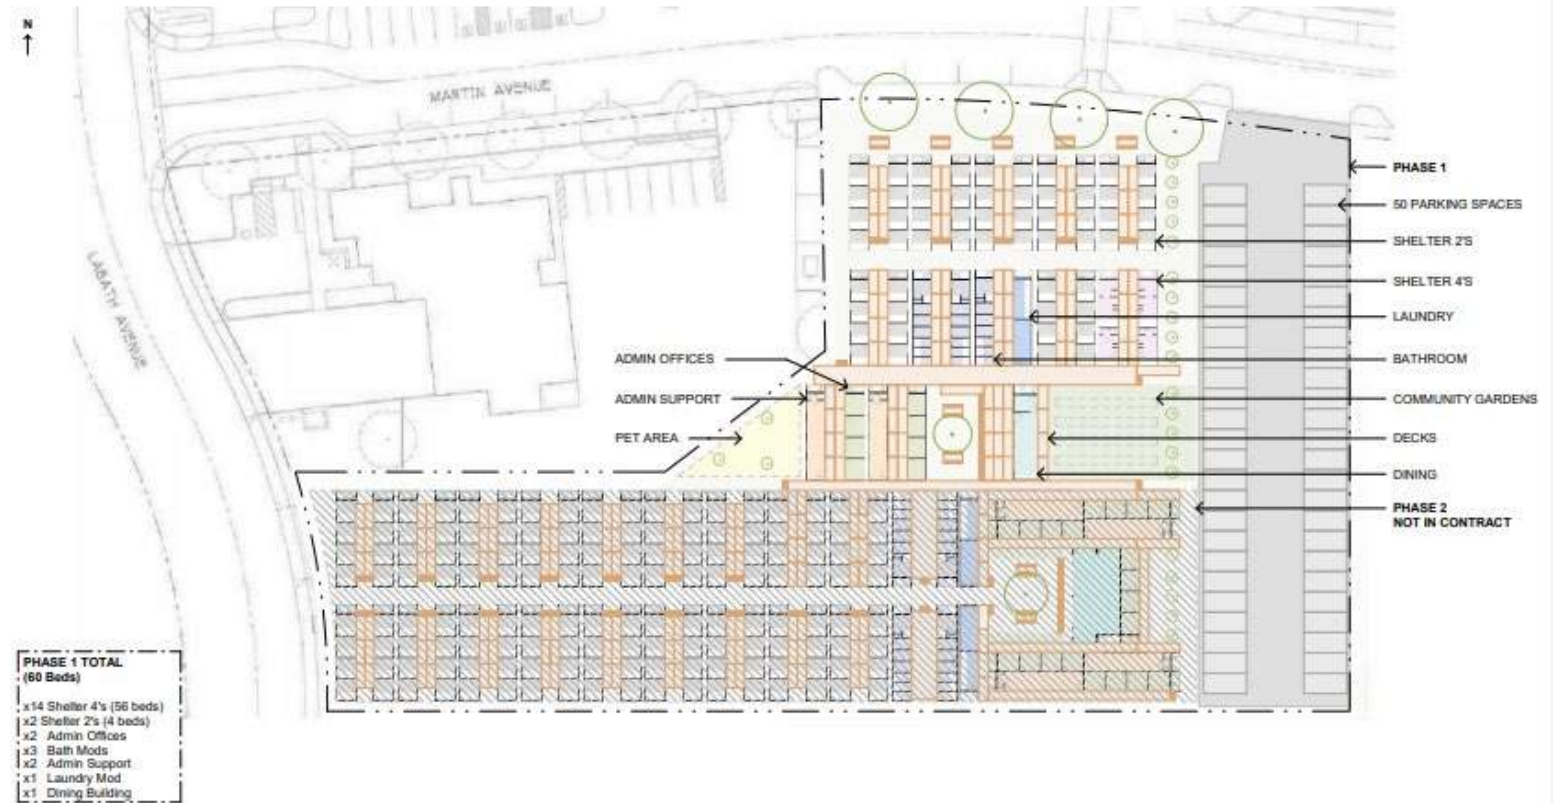 N
MARTIN AVENUE
LABATH AVENUE
PHASE 1
50 PARKING SPACES
SHELTER 2'S
SHELTER 4'S
LAUNDRY
BATHROOM
COMMUNITY GARDENS
DECKS
DINING
PHASE 2
NOT IN CONTRACT
ADMIN OFFICES
ADMIN SUPPORT
PET AREA
PHASE 1 TOTAL
(60 Beds)
x14 Shelter 4's (56 beds)
x2 Shelter 2's (4 beds)
x2 Admin Offices
x3 Bath Mods
x2 Admin Support
x1 Laundry Mod
x1 Dining Building